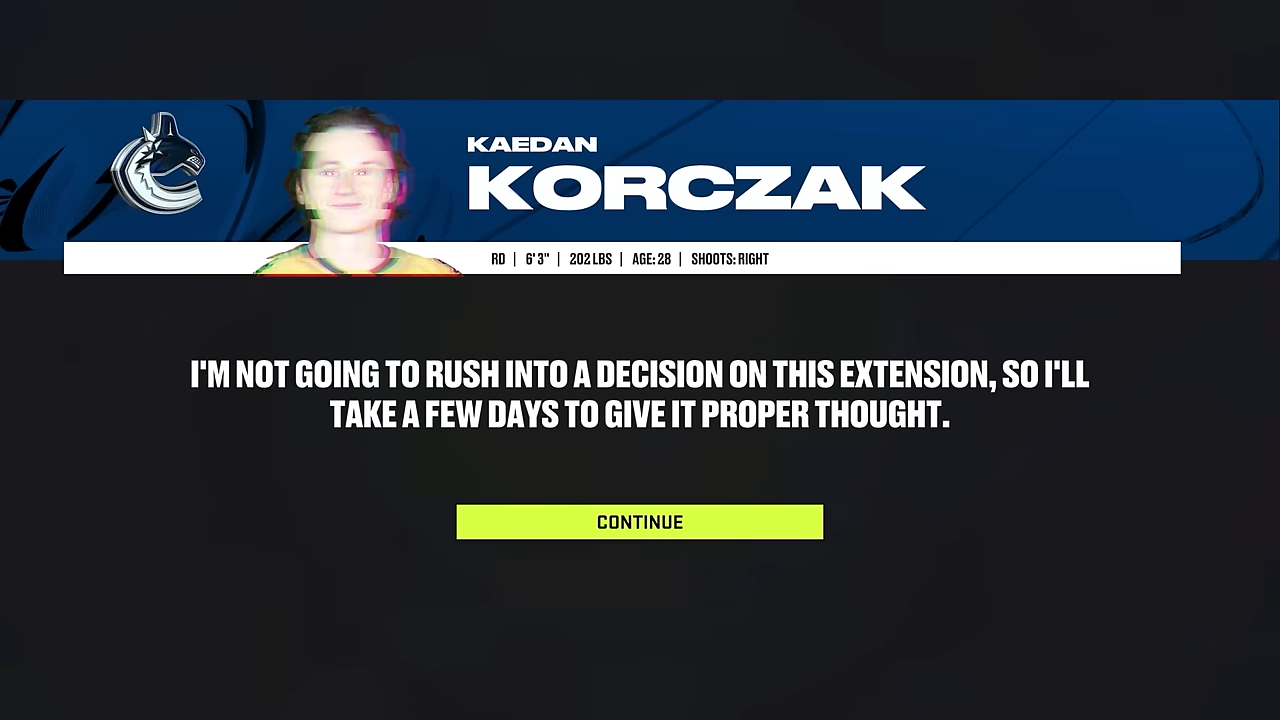 KAEDAN
KORCZAK
RD | 6' 3" | 202 LBS | AGE: 28 | SHOOTS: RIGHT
I'M NOT GOING TO RUSH INTO A DECISION ON THIS EXTENSION, SO I'LL
TAKE A FEW DAYS TO GIVE IT PROPER THOUGHT.
CONTINUE